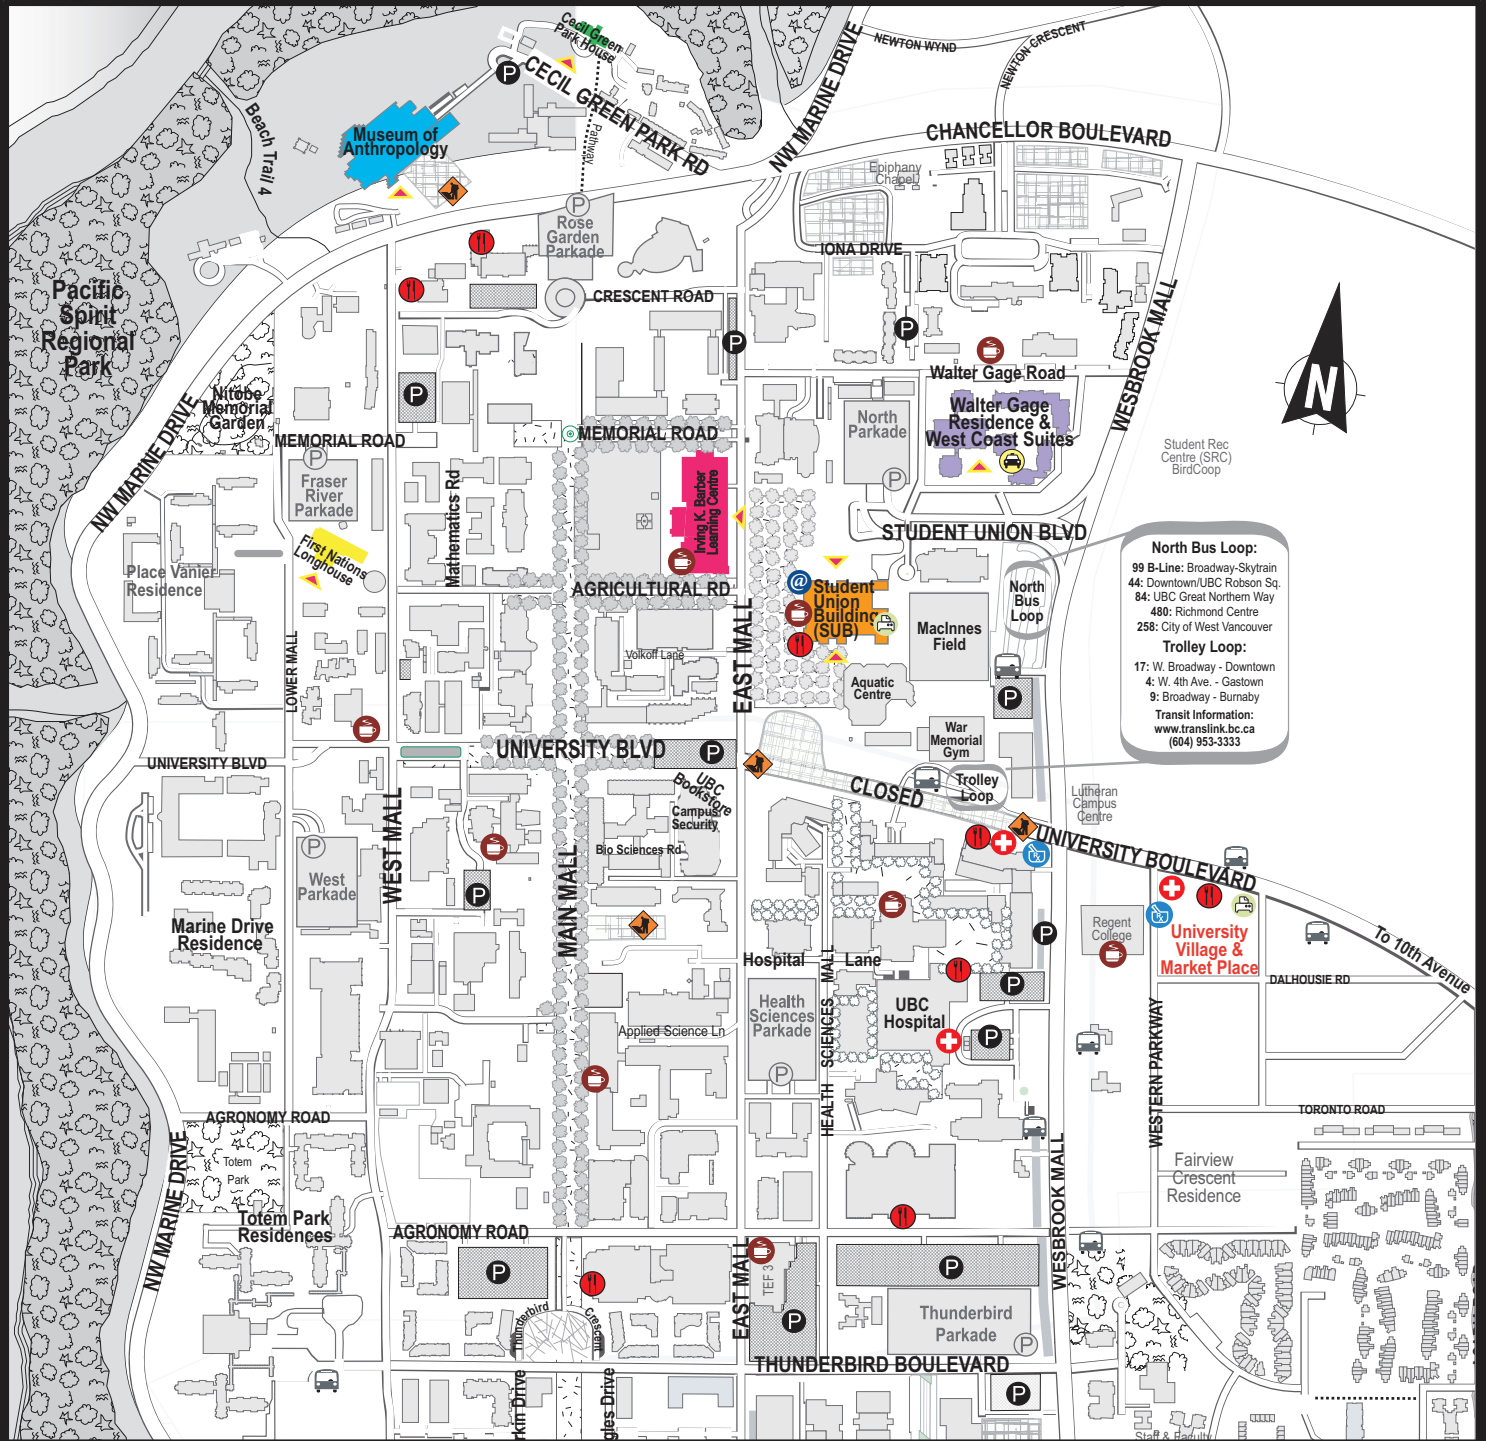 Cecil Green
Park House
NEWTON WYND
NEWTON CRESCENT
NW MARINE DRIVE
P
CECIL GREEN PARK RD
CHANCELLOR BOULEVARD
Beach Trail 4
Museum of
Anthropology
Pathway
Epiphany
Chapel
P
Rose
Garden
Parkade
IONA DRIVE
Pacific
Spirit
Regional
Park
CRESCENT ROAD
WESBROOK MALL
P
P
N
Walter Gage Road
P
Nitobe
Memorial
Garden
NW MARINE DRIVE
Walter Gage
Residence &
West Coast Suites
North
Parkade
P
MEMORIAL ROAD
MEMORIAL ROAD
Student Rec
Centre (SRC)
BirdCoop
P
Fraser
River
Parkade
Mathematics Rd
Irving K. Barber
Learning Centre
STUDENT UNION BLVD
First Nations
Longhouse
Place Vanier
Residence
AGRICULTURAL RD
@
Student
Union
Building
(SUB)
MacInnes
Field
North
Bus
Loop
North Bus Loop:
99 B-Line: Broadway-Skytrain
44: Downtown/UBC Robson Sq.
84: UBC Great Northern Way
480: Richmond Centre
258: City of West Vancouver
Trolley Loop:
17: W. Broadway - Downtown
4: W. 4th Ave. - Gastown
9: Broadway - Burnaby
Transit Information:
www.translink.bc.ca
(604) 953-3333
LOWER MALL
Volkoff Lane
EAST MALL
Aquatic
Centre
P
War
Memorial
Gym
UNIVERSITY BLVD
UNIVERSITY BLVD
P
UBC
Bookstore
Campus
Security
CLOSED
Trolley
Loop
Lutheran
Campus
Centre
UNIVERSITY BOULEVARD
WEST MALL
P
West
Parkade
P
MAIN MALL
Bio Sciences Rd
Marine Drive
Residence
Regent
College
P
University
Village &
Market Place
To 10th Avenue
Hospital
Lane
HEALTH SCIENCES MALL
DALHOUSIE RD
P
UBC
Hospital
P
Health
Sciences
Parkade
P
Applied Science Ln
WESTERN PARKWAY
AGRONOMY ROAD
TORONTO ROAD
NW MARINE DRIVE
Totem
Park
Fairview
Crescent
Residence
Totem Park
Residences
AGRONOMY ROAD
WESBROOK MALL
P
EAST MALL
TEF 3
P
P
Thunderbird
Parkade
P
Thunderbird
Crescent
THUNDERBIRD BOULEVARD
P
rkin Drive
gles Drive
Staff & Faculty